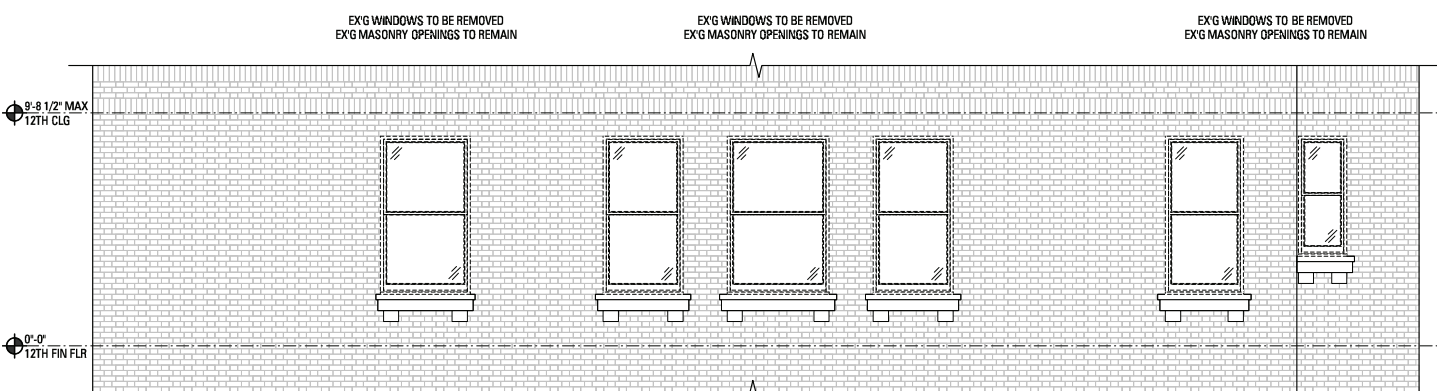 EX'G WINDOWS TO BE REMOVED
EX'G MASONRY OPENINGS TO REMAIN
EX'G WINDOWS TO BE REMOVED
EX'G MASONRY OPENINGS TO REMAIN
EX'G WINDOWS TO BE REMOVED
EX'G MASONRY OPENINGS TO REMAIN
9'-8 1/2" MAX
12TH CLG
0"-0"
12TH FIN FLR